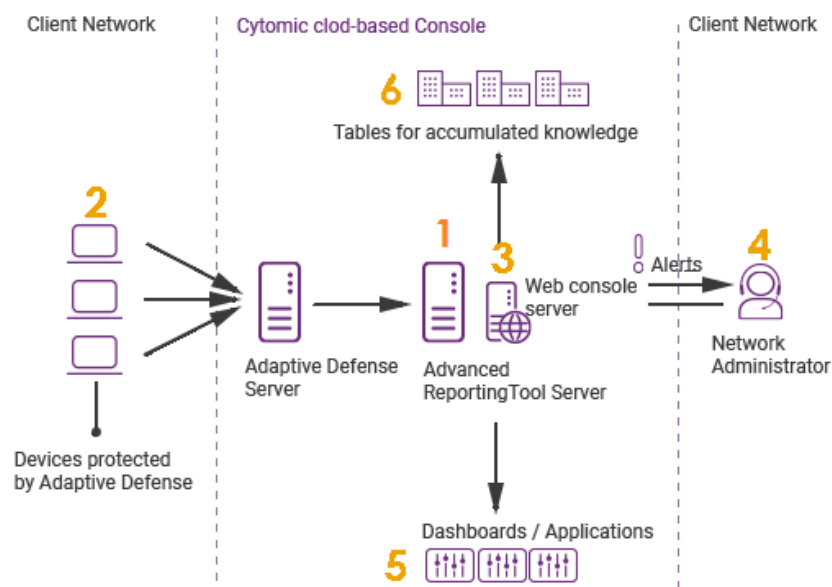 Client Network
Cytomic clod-based Console
Client Network
6
Tables for accumulated knowledge
2
1
3
4
Alerts
Web console
server
Adaptive Defense
Server
Advanced
ReportingTool Server
Network
Administrator
Devices protected
by Adaptive Defense
Dashboards / Applications
5